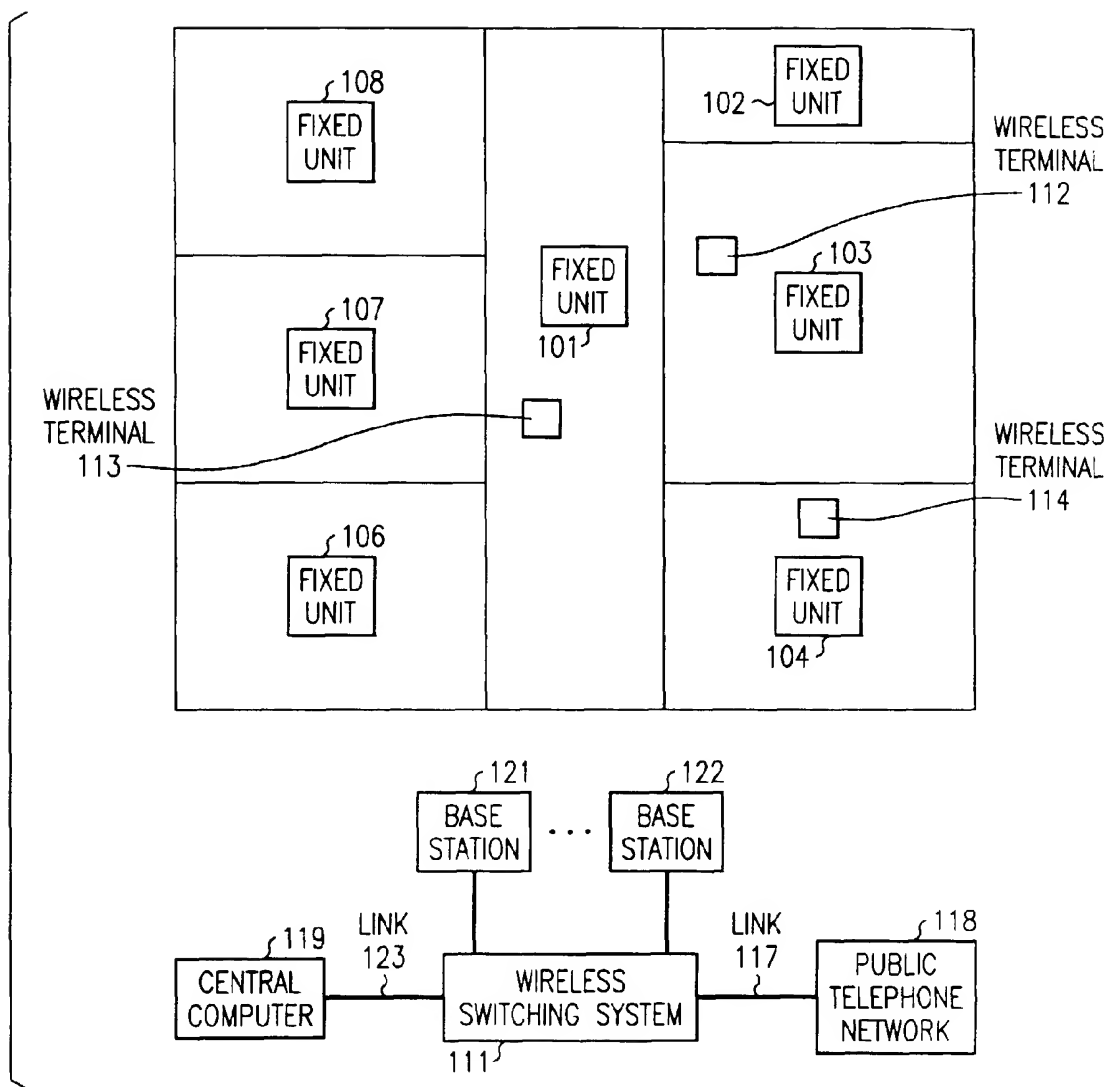 108
FIXED
UNIT
102
FIXED
UNIT
WIRELESS
TERMINAL
112
107
FIXED
UNIT
FIXED
UNIT
101
103
FIXED
UNIT
WIRELESS
TERMINAL
113
WIRELESS
TERMINAL
114
106
FIXED
UNIT
FIXED
UNIT
104
121
BASE
STATION
...
122
BASE
STATION
119
CENTRAL
COMPUTER
LINK
123
WIRELESS
SWITCHING SYSTEM
111
LINK
117
118
PUBLIC
TELEPHONE
NETWORK